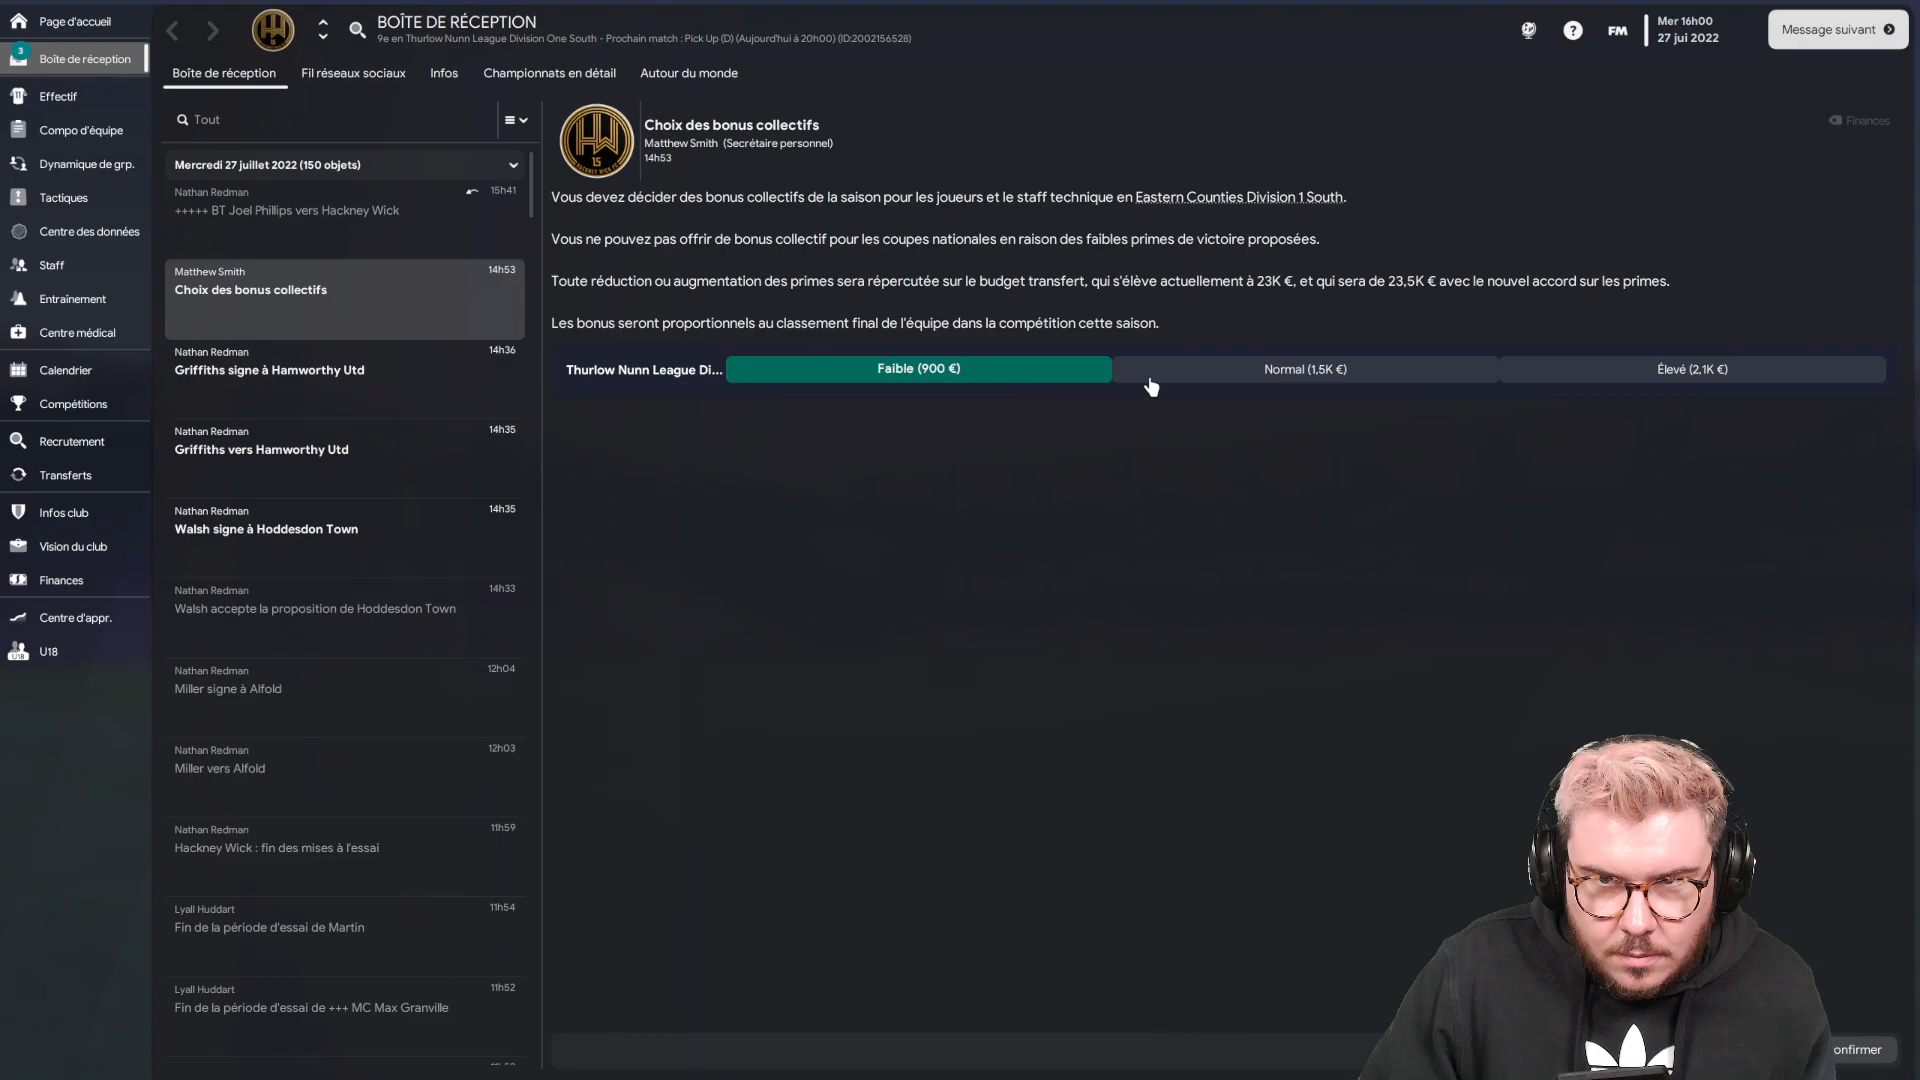 Page d'accueil
3
Boîte de réception
Effectif
Compo d'équipe
Dynamique de grp.
Tactiques
Centre des données
Staff
Entraînement
Centre médical
Calendrier
Compétitions
Recrutement
Transferts
Infos club
Vision du club
Finances
Centre d'appr.
U18
U18
BOÎTE DE RÉCEPTION
9e en Thurlow Nunn League Division One South - Prochain match : Pick Up (D) (Aujourd'hui à 20h00) (ID:2002156528)
FM
Mer 16h00
27 jui 2022
Message suivant
Boîte de réception
Fil réseaux sociaux
Infos
Championnats en détail
Autour du monde
Tout
Mercredi 27 juillet 2022 (150 objets)
Nathan Redman
15h41
+++++ BT Joel Phillips vers Hackney Wick
Matthew Smith
14h53
Choix des bonus collectifs
Nathan Redman
14h36
Griffiths signe à Hamworthy Utd
Nathan Redman
14h35
Griffiths vers Hamworthy Utd
Nathan Redman
14h35
Walsh signe à Hoddesdon Town
Nathan Redman
14h33
Walsh accepte la proposition de Hoddesdon Town
Nathan Redman
12h04
Miller signe à Alfold
Nathan Redman
12h03
Miller vers Alfold
Nathan Redman
11h59
Hackney Wick : fin des mises à l'essai
Lyall Huddart
11h54
Fin de la période d'essai de Martin
Lyall Huddart
11h52
Fin de la période d'essai de +++ MC Max Granville
HW
15
Choix des bonus collectifs
Matthew Smith (Secrétaire personnel)
14h53
Finances
Vous devez décider des bonus collectifs de la saison pour les joueurs et le staff technique en Eastern Counties Division 1 South.
Vous ne pouvez pas offrir de bonus collectif pour les coupes nationales en raison des faibles primes de victoire proposées.
Toute réduction ou augmentation des primes sera répercutée sur le budget transfert, qui s'élève actuellement à 23K €, et qui sera de 23,5K € avec le nouvel accord sur les primes.
Les bonus seront proportionnels au classement final de l'équipe dans la compétition cette saison.
Thurlow Nunn League Di...
Faible (900 €)
Normal (1,5K €)
Élevé (2,1K €)
onfirmer